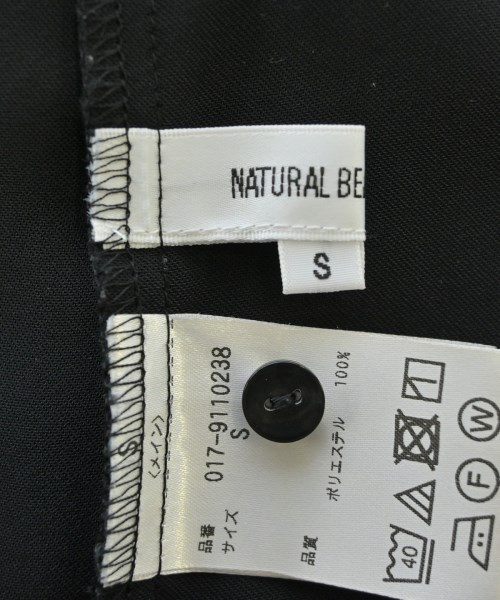 NATURAL BE
S
S
〈メイン〉
品番 017-9110238
サイズ S
品質 ポリエステル 100%
40
W
F